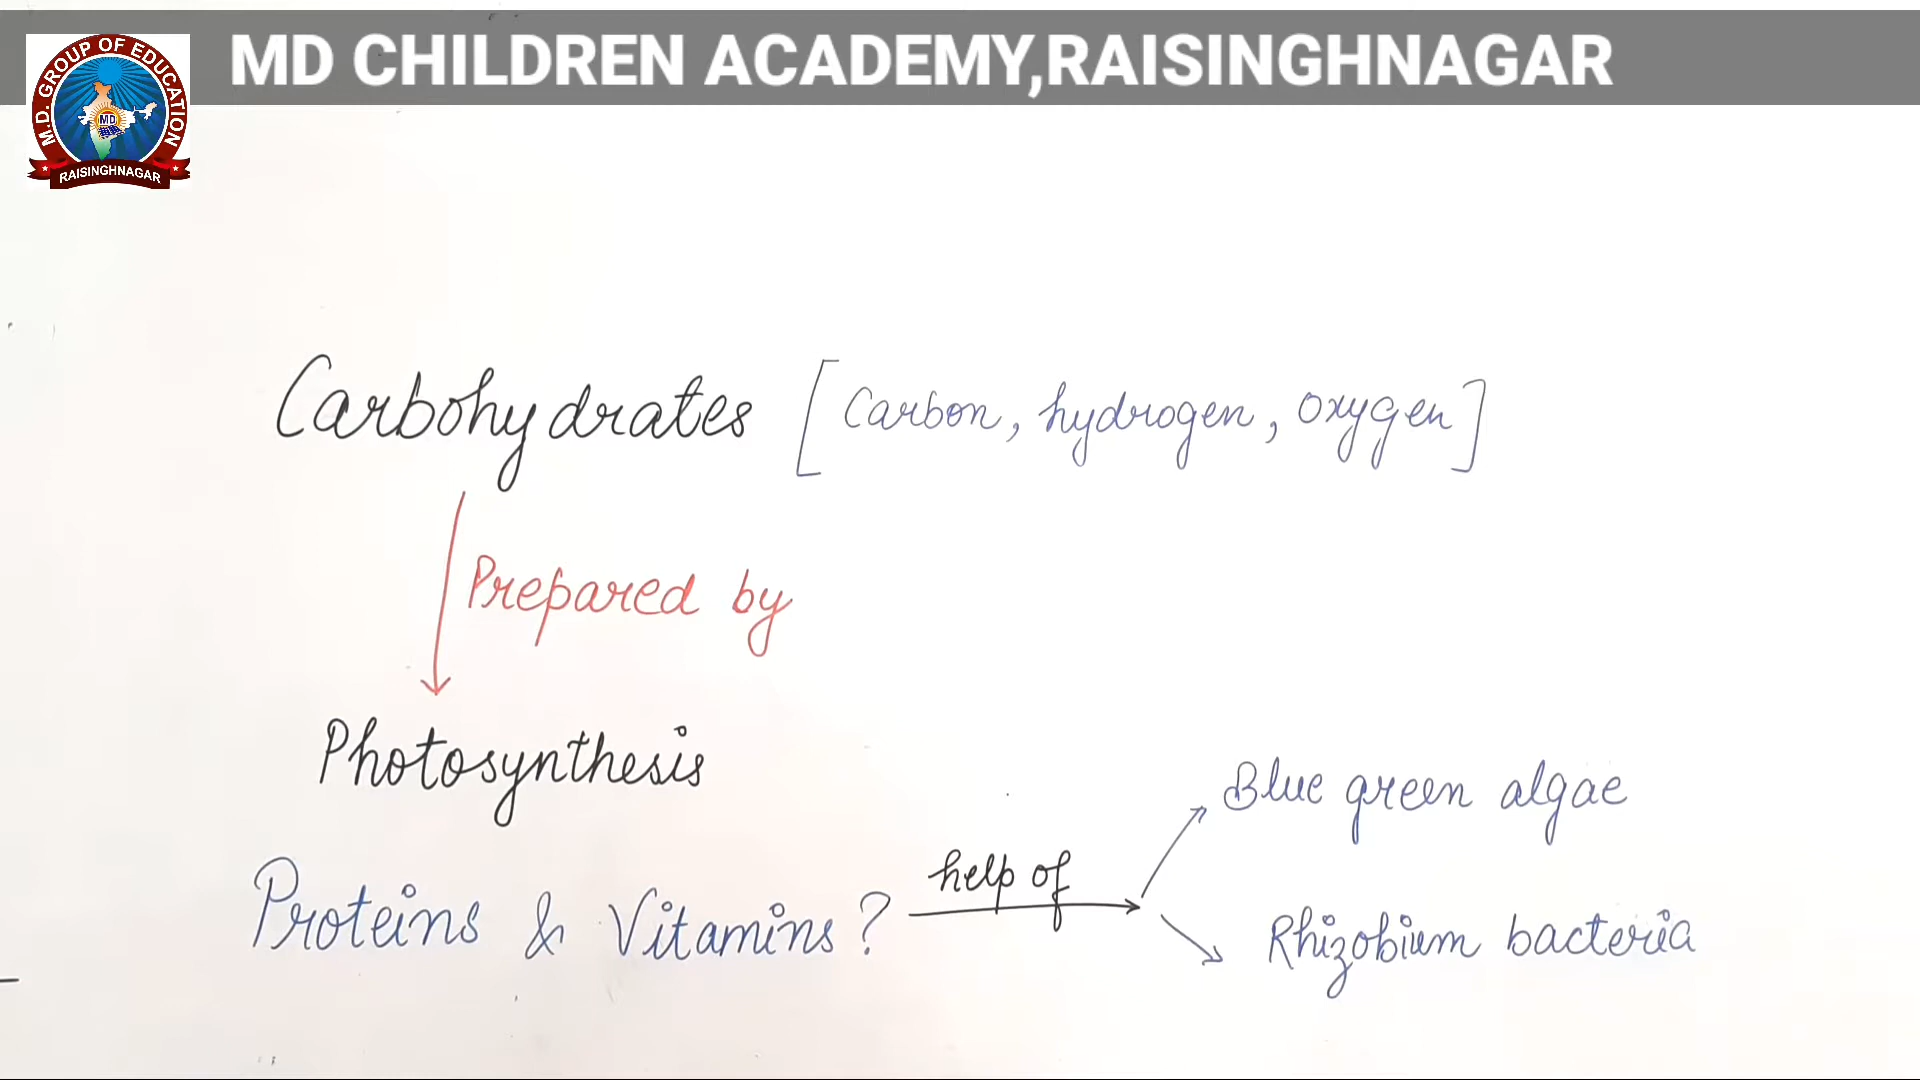 MD CHILDREN ACADEMY,RAISINGHNAGAR
M.D. GROUP OF EDUCATION
MD
RAISINGHNAGAR
Carbohydrates [Carbon, hydrogen, oxygen]
Prepared by
Photosynthesis
Blue green algae
Proteins & Vitamins? help of
Rhizobium bacteria